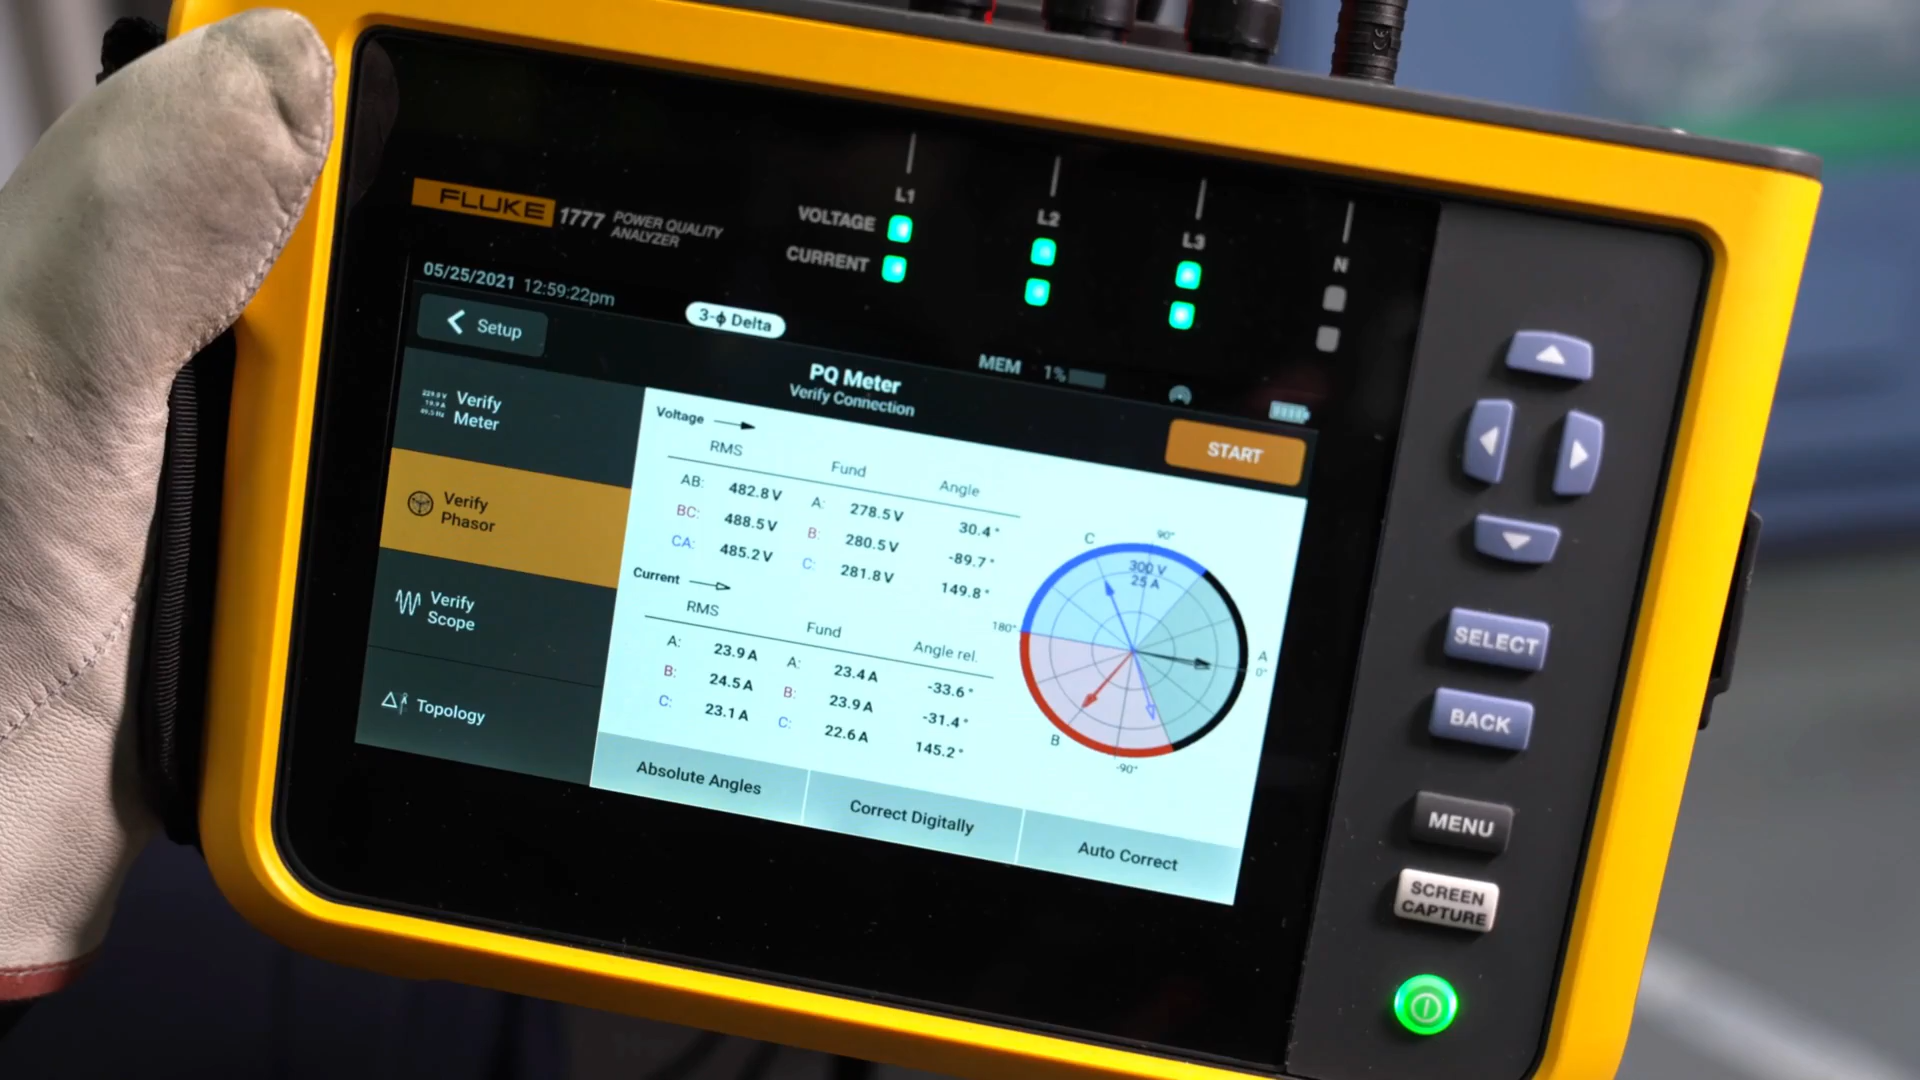 L1
L2
L3
N
FLUKE 1777 POWER QUALITY
ANALYZER
VOLTAGE
CURRENT
05/25/2021 12:59:22pm
Setup
3-ϕ Delta
MEM 1%
PQ Meter
Verify Connection
START
Verify
Meter
Verify
Phasor
Verify
Scope
Topology
Voltage
RMS Fund Angle
AB: 482.8 V A: 278.5 V 30.4 °
BC: 488.5 V B: 280.5 V -89.7 °
CA: 485.2 V C: 281.8 V 149.8 °
Current
RMS Fund Angle rel.
A: 23.9 A A: 23.4 A -33.6 °
B: 24.5 A B: 23.9 A -31.4 °
C: 23.1 A C: 22.6 A 145.2 °
C 90°
300 V
25 A
180°
A
0°
B
-90°
Absolute Angles
Correct Digitally
Auto Correct
SELECT
BACK
MENU
SCREEN
CAPTURE